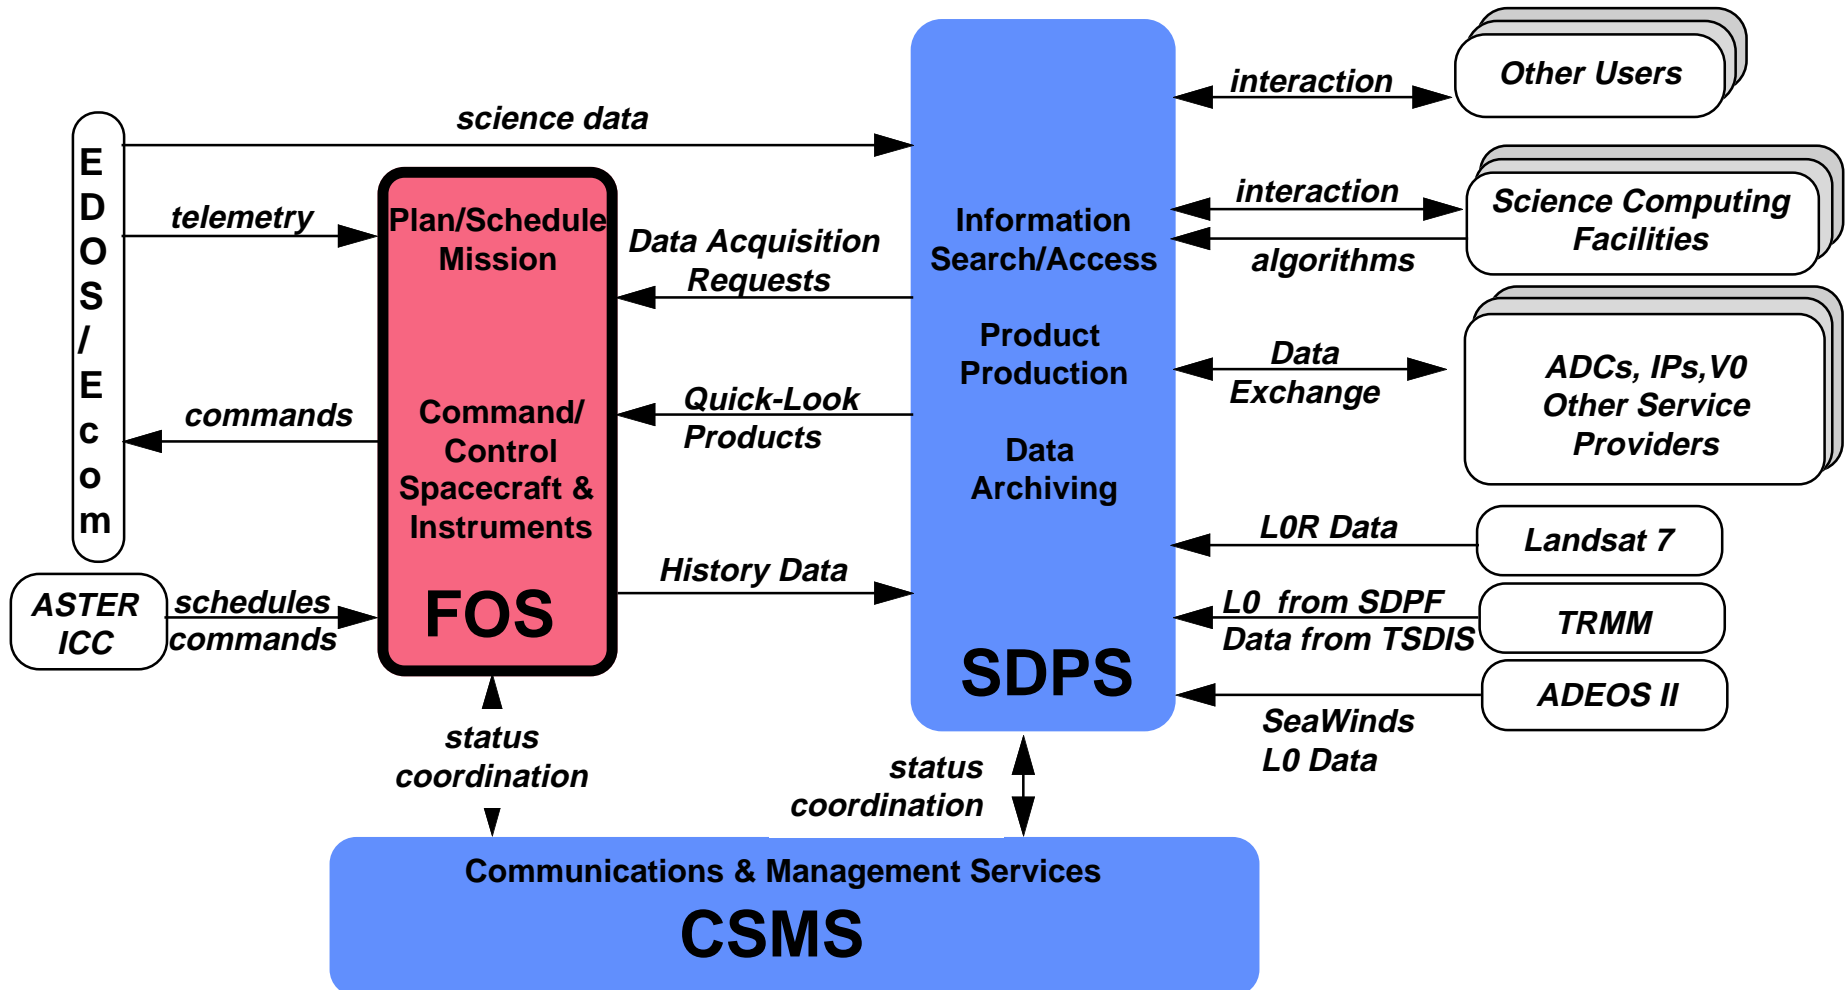 EDOS/Ecom
science data
telemetry
commands
ASTER
ICC
schedules
commands
Plan/Schedule
Mission
Command/
Control
Spacecraft &
Instruments
FOS
Data Acquisition
Requests
Quick-Look
Products
History Data
Information
Search/Access
Product
Production
Data
Archiving
SDPS
interaction
Other Users
interaction
algorithms
Science Computing
Facilities
Data
Exchange
ADCs, IPs,V0
Other Service
Providers
L0R Data
Landsat 7
L0 from SDPF
Data from TSDIS
TRMM
SeaWinds
L0 Data
ADEOS II
status
coordination
status
coordination
Communications & Management Services
CSMS